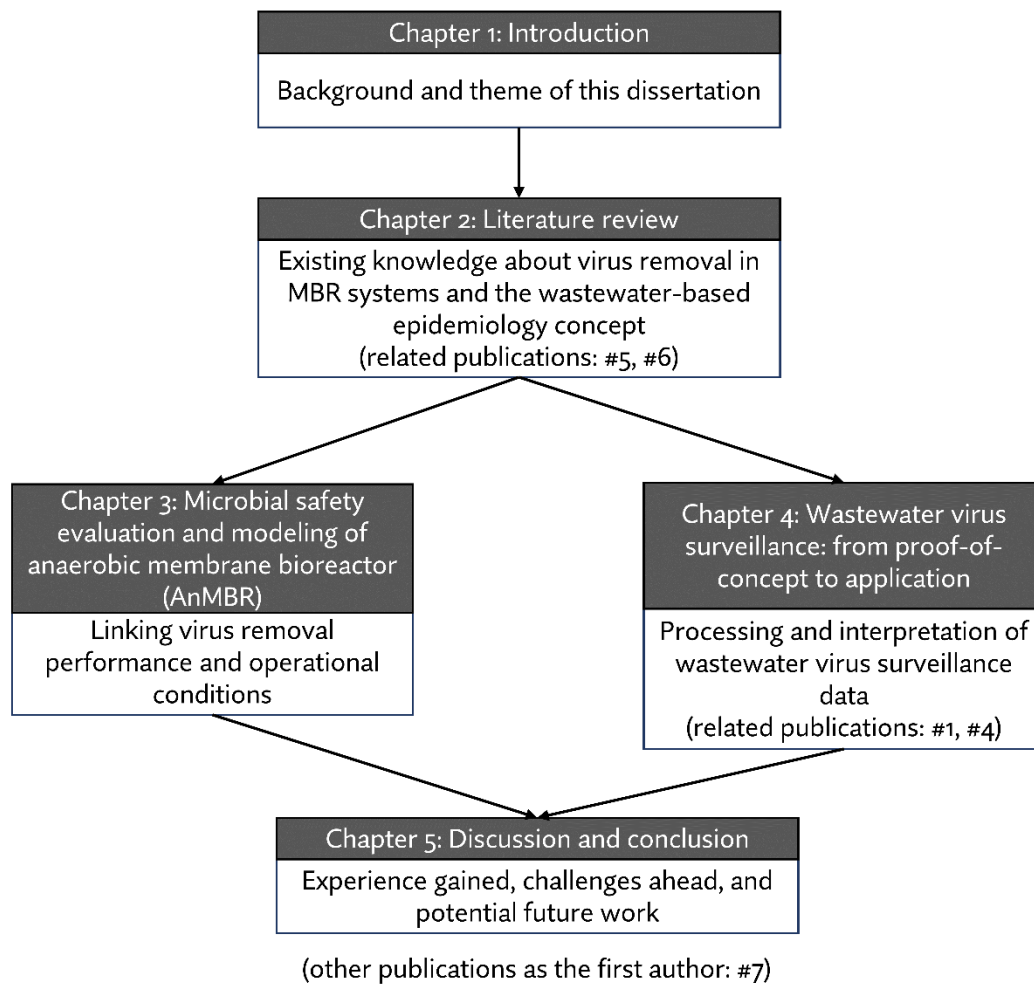 Chapter 1: Introduction
Background and theme of this dissertation
Chapter 2: Literature review
Existing knowledge about virus removal in
MBR systems and the wastewater-based
epidemiology concept
(related publications: #5, #6)
Chapter 3: Microbial safety
evaluation and modeling of
anaerobic membrane bioreactor
(AnMBR)
Linking virus removal
performance and operational
conditions
Chapter 4: Wastewater virus
surveillance: from proof-of-
concept to application
Processing and interpretation of
wastewater virus surveillance
data
(related publications: #1, #4)
Chapter 5: Discussion and conclusion
Experience gained, challenges ahead, and
potential future work
(other publications as the first author: #7)